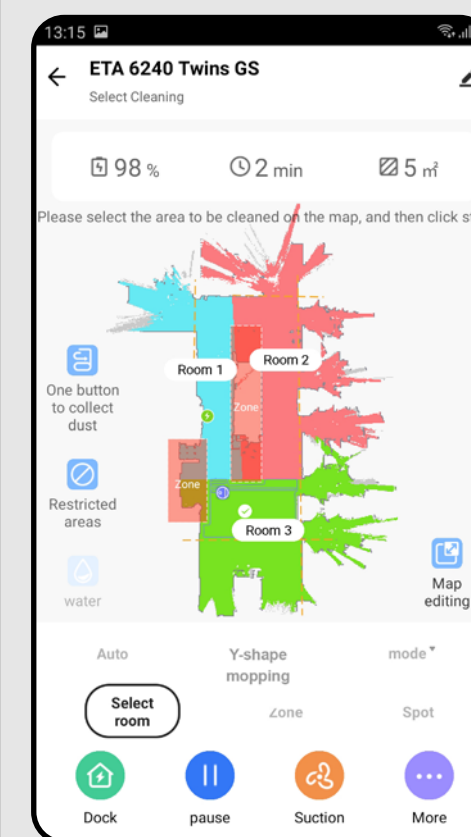 13:15
ETA 6240 Twins GS
Select Cleaning
98 %
2 min
5 ㎡
Please select the area to be cleaned on the map, and then click st
Room 1
Room 2
Zone
One button
to collect
dust
Zone
Restricted
areas
Room 3
water
Map
editing
Auto
Y-shape
mopping
mode
Select
room
Zone
Spot
Dock
pause
Suction
More